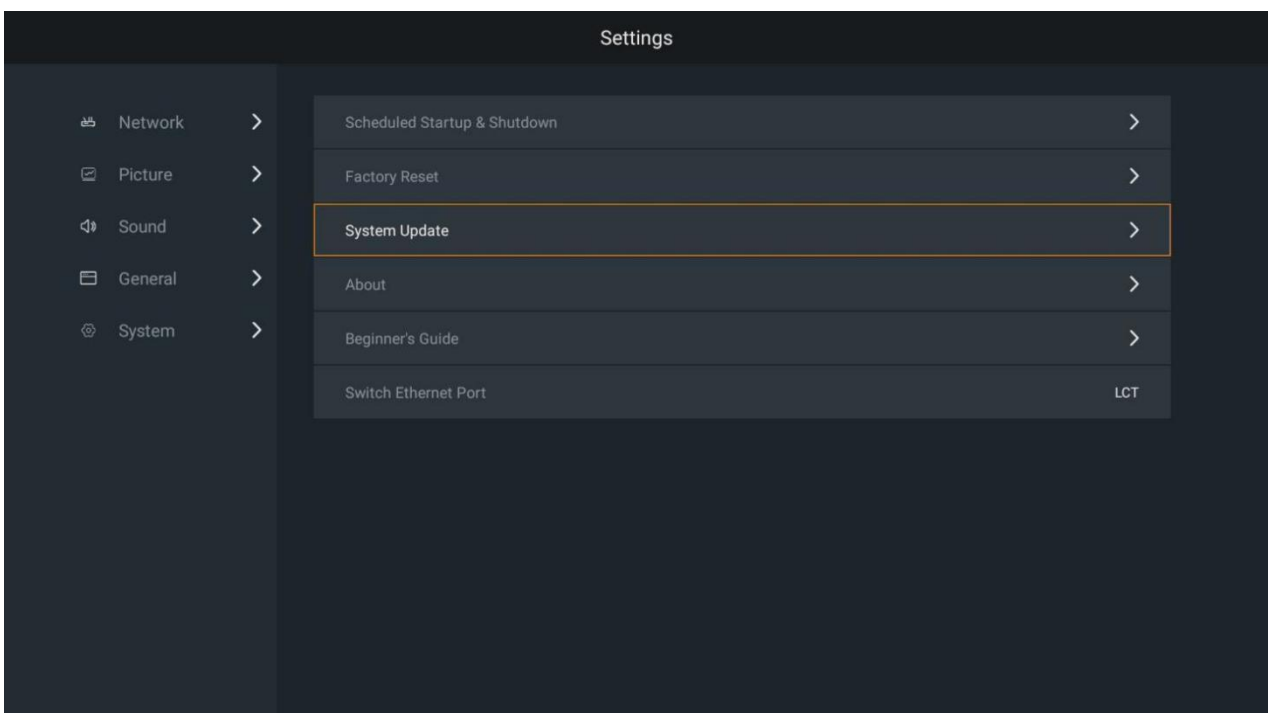 Settings
Network
Picture
Sound
General
System
Scheduled Startup & Shutdown
Factory Reset
System Update
About
Beginner's Guide
Switch Ethernet Port LCT